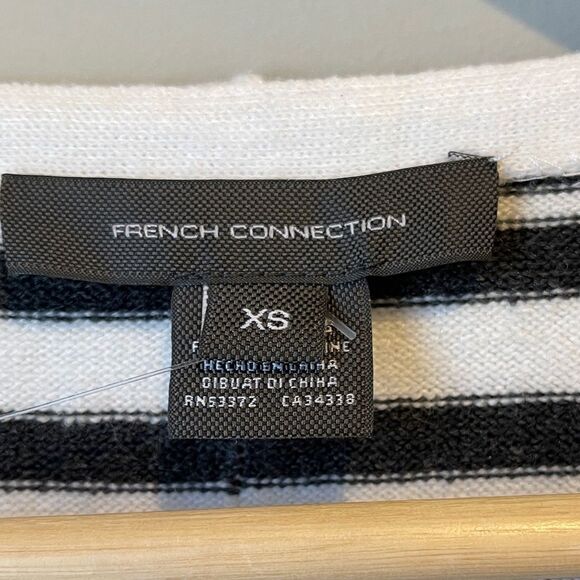 FRENCH CONNECTION
XS
HECHO EN CHINA
DIBUAT DI CHINA
RN53372 CA34338